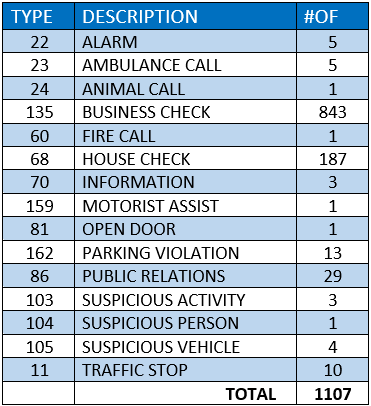 TYPE DESCRIPTION #OF
22 ALARM 5
23 AMBULANCE CALL 5
24 ANIMAL CALL 1
135 BUSINESS CHECK 843
60 FIRE CALL 1
68 HOUSE CHECK 187
70 INFORMATION 3
159 MOTORIST ASSIST 1
81 OPEN DOOR 1
162 PARKING VIOLATION 13
86 PUBLIC RELATIONS 29
103 SUSPICIOUS ACTIVITY 3
104 SUSPICIOUS PERSON 1
105 SUSPICIOUS VEHICLE 4
11 TRAFFIC STOP 10
TOTAL 1107